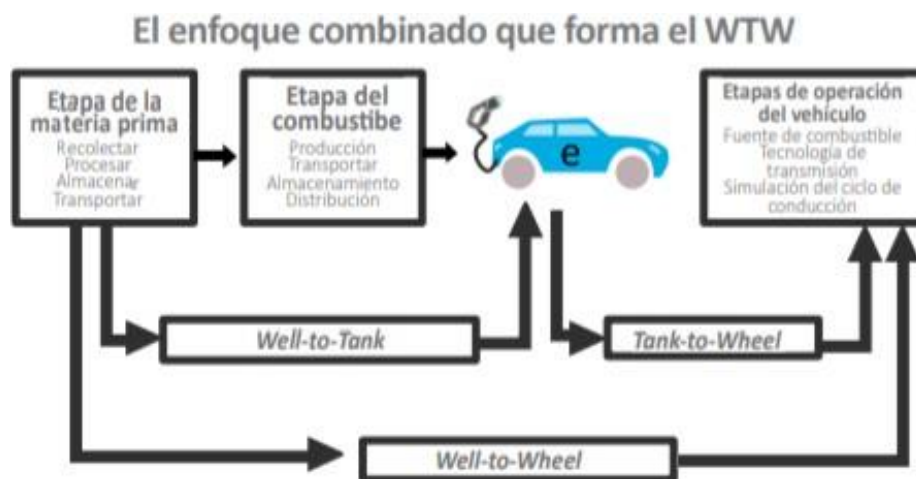 El enfoque combinado que forma el WTW
Etapa de la
materia prima
Recolectar
Procesar
Almacenar
Transportar
Etapa del
combustibe
Producción
Transportar
Almacenamiento
Distribución
e
Etapas de operación
del vehículo
Fuente de combustible
Tecnología de
transmisión
Simulación del ciclo de
conducción
Well-to-Tank
Tank-to-Wheel
Well-to-Wheel